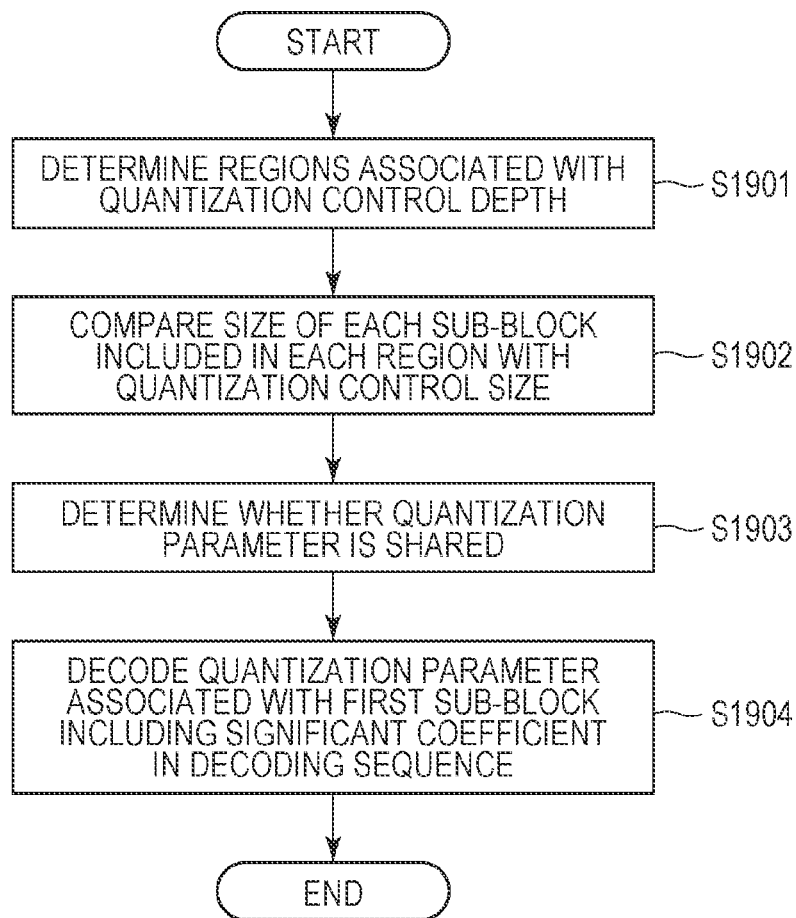 START
DETERMINE REGIONS ASSOCIATED WITH
QUANTIZATION CONTROL DEPTH
S1901
COMPARE SIZE OF EACH SUB-BLOCK
INCLUDED IN EACH REGION WITH
QUANTIZATION CONTROL SIZE
S1902
DETERMINE WHETHER QUANTIZATION
PARAMETER IS SHARED
S1903
DECODE QUANTIZATION PARAMETER
ASSOCIATED WITH FIRST SUB-BLOCK
INCLUDING SIGNIFICANT COEFFICIENT
IN DECODING SEQUENCE
S1904
END